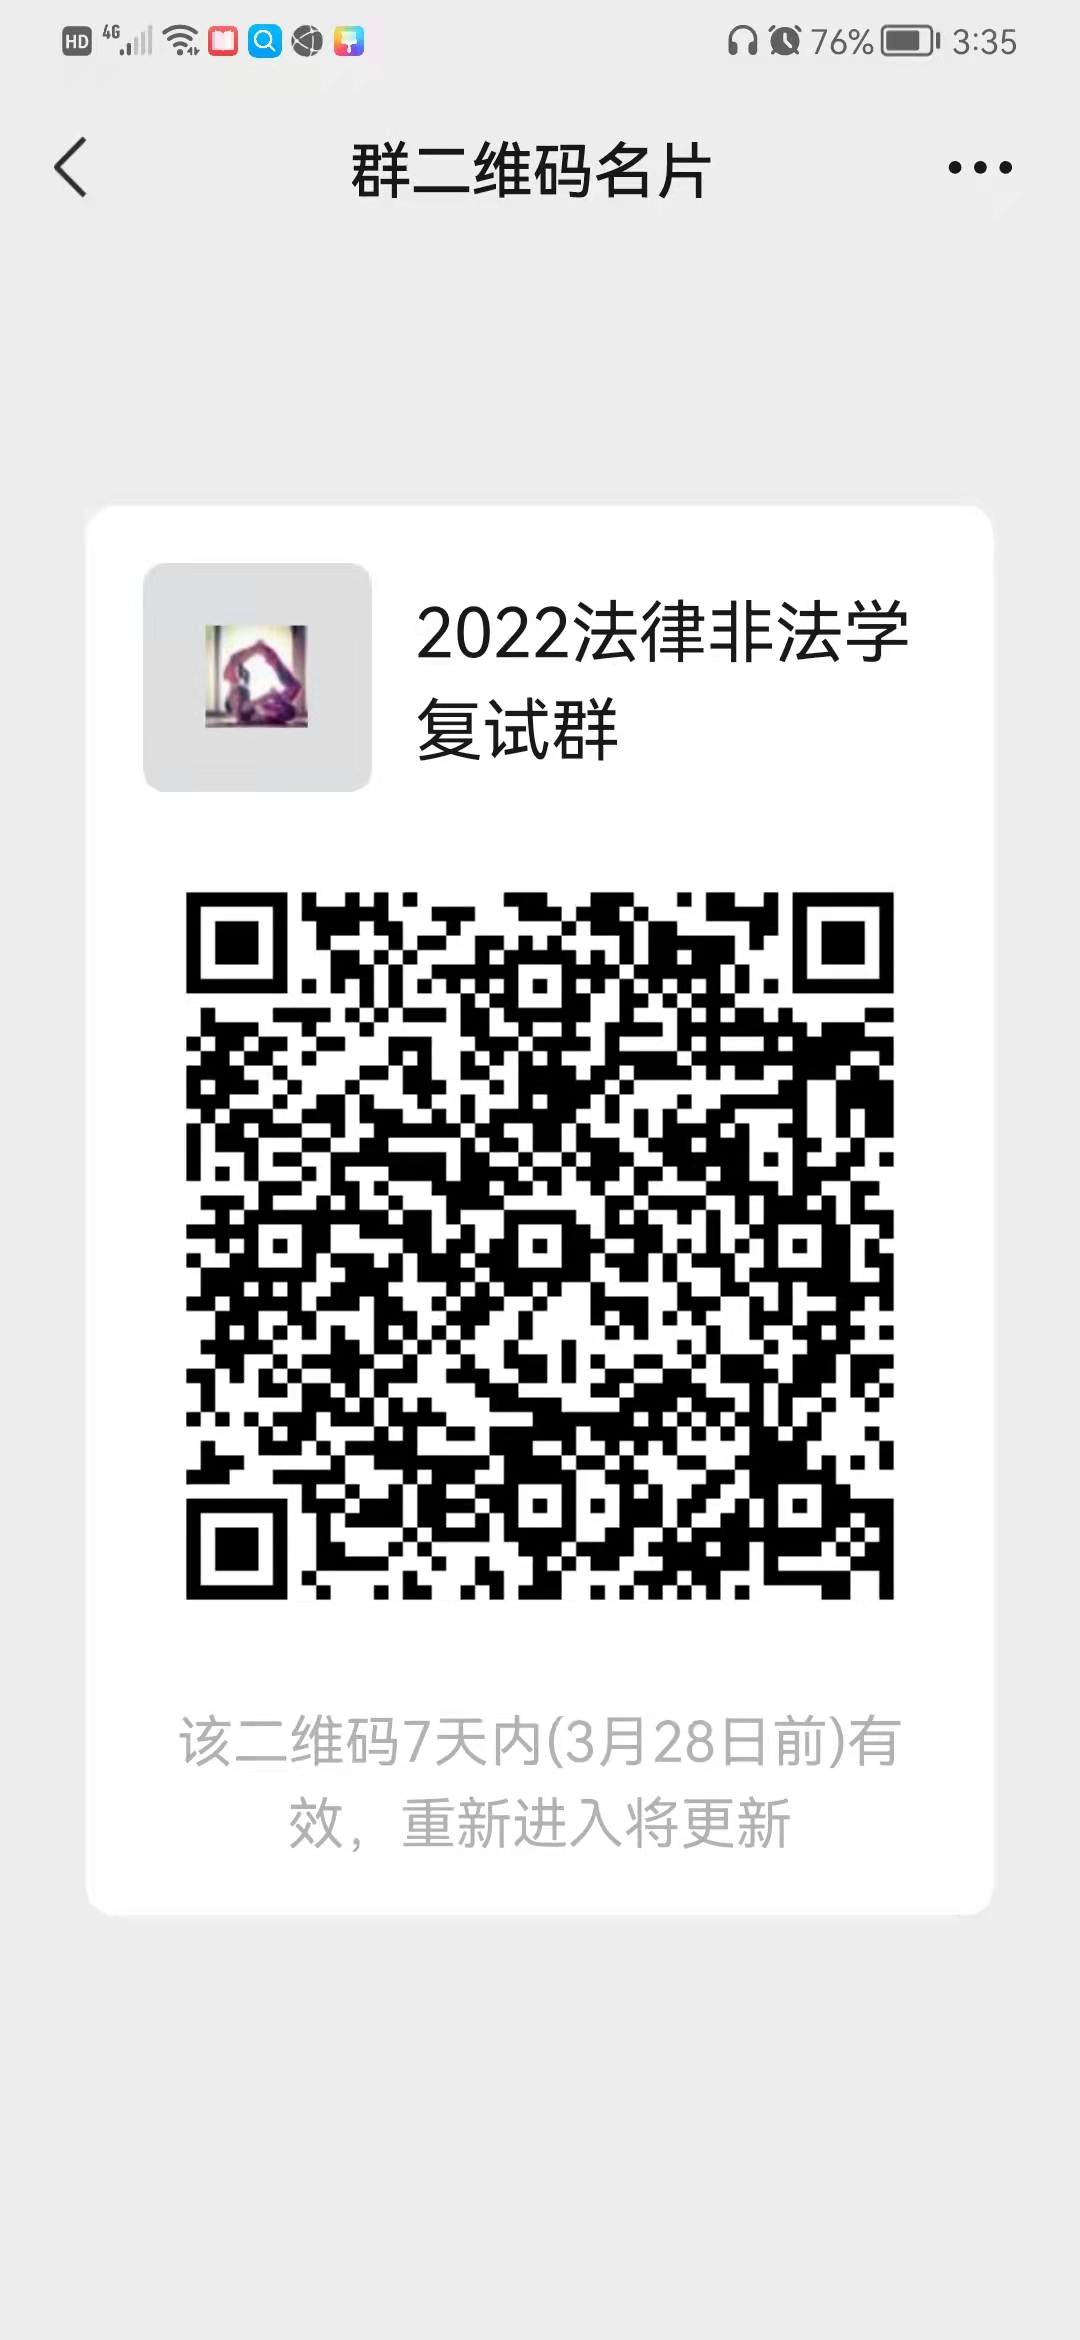 HD 4G 76% 3:35
群二维码名片
2022法律非法学
复试群
该二维码7天内(3月28日前)有
效，重新进入将更新